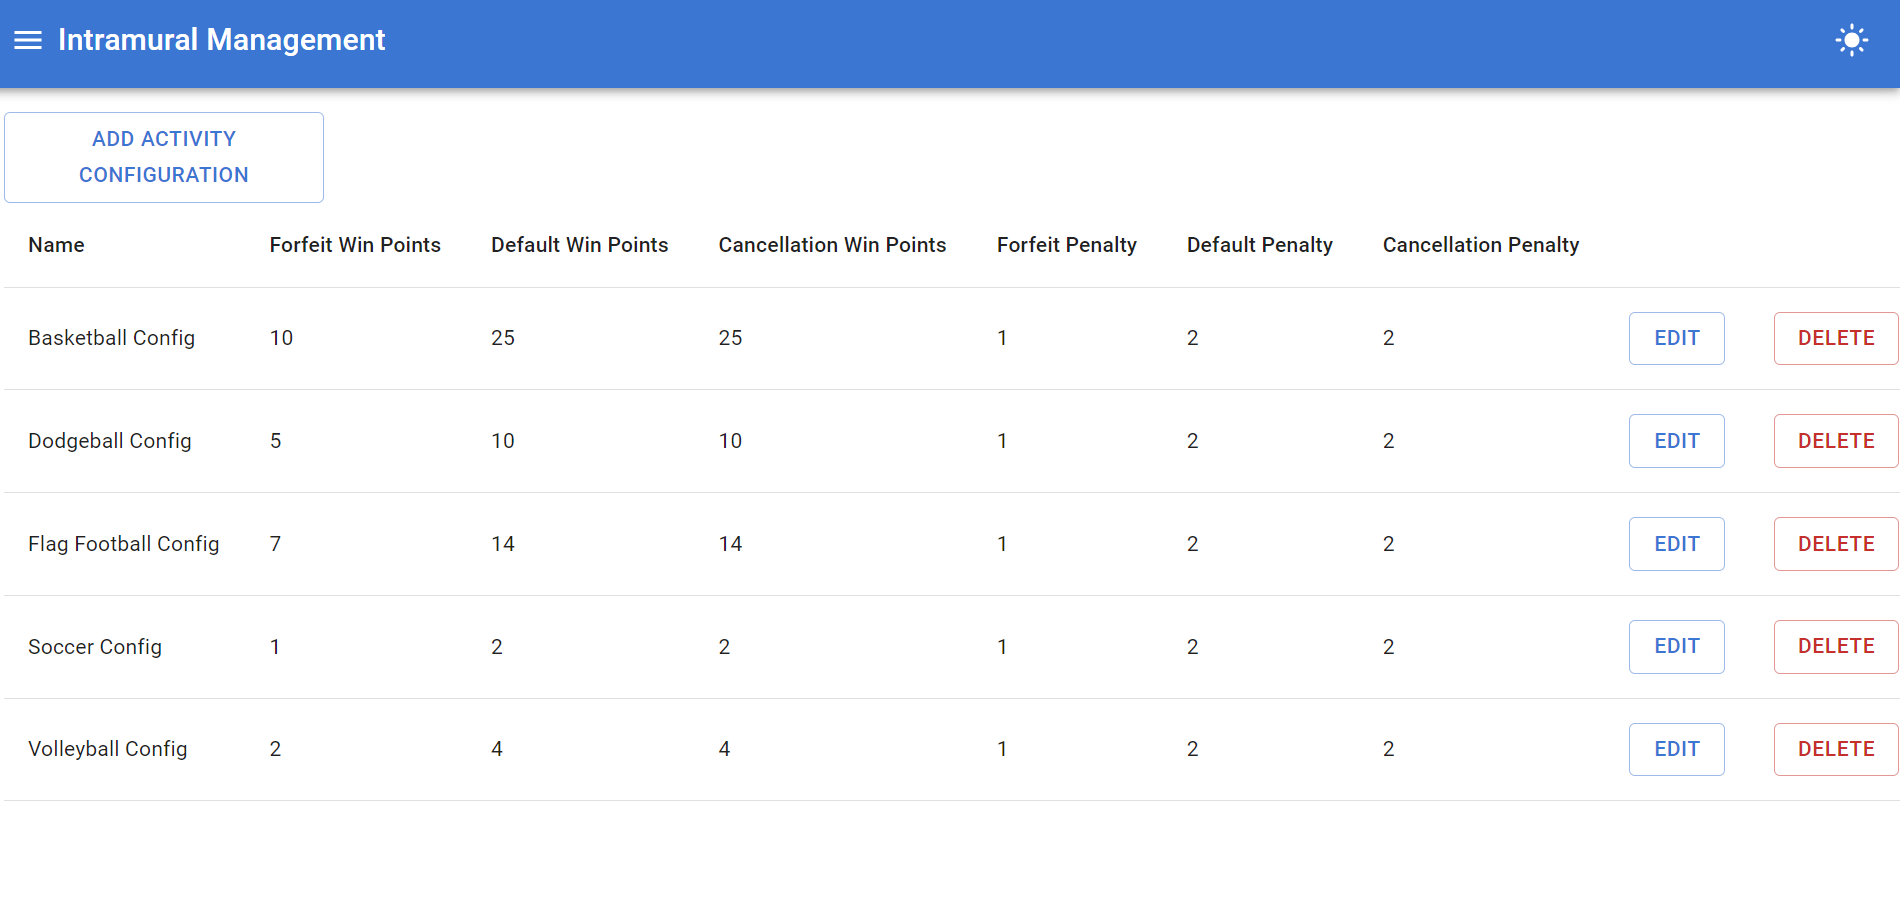 Intramural Management
ADD ACTIVITY
CONFIGURATION
Name Forfeit Win Points Default Win Points Cancellation Win Points Forfeit Penalty Default Penalty Cancellation Penalty
Basketball Config 10 25 25 1 2 2 EDIT DELETE
Dodgeball Config 5 10 10 1 2 2 EDIT DELETE
Flag Football Config 7 14 14 1 2 2 EDIT DELETE
Soccer Config 1 2 2 1 2 2 EDIT DELETE
Volleyball Config 2 4 4 1 2 2 EDIT DELETE